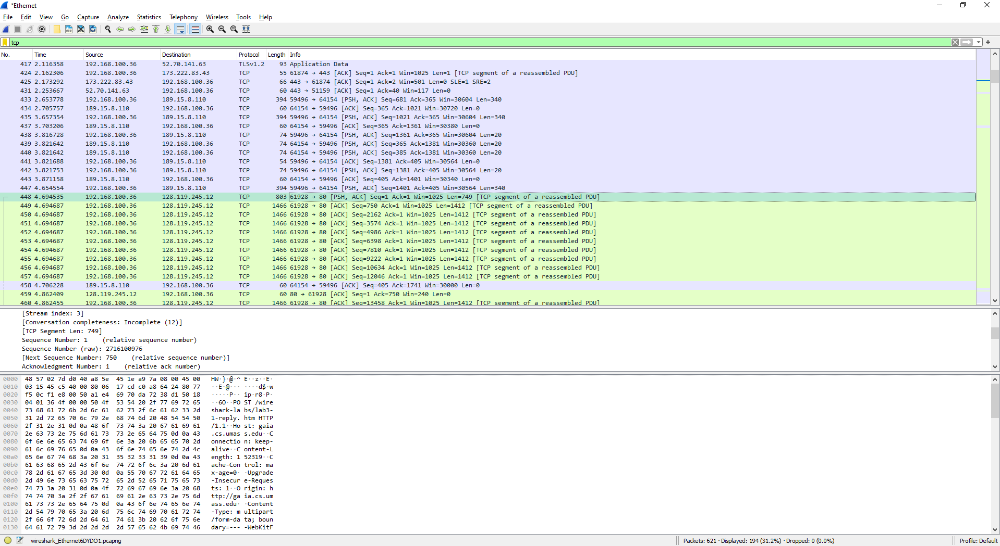 *Ethernet
File Edit View Go Capture Analyze Statistics Telephony Wireless Tools Help
tcp
No. Time Source Destination Protocol Length Info
417 2.116358 192.168.100.36 52.70.141.63 TLSv1.2 93 Application Data
424 2.162306 192.168.100.36 173.222.83.43 TCP 55 61874 → 443 [ACK] Seq=1 Ack=1 Win=1025 Len=1 [TCP segment of a reassembled PDU]
425 2.173292 173.222.83.43 192.168.100.36 TCP 66 443 → 61874 [ACK] Seq=1 Ack=2 Win=501 Len=0 SLE=1 SRE=2
431 2.253667 52.70.141.63 192.168.100.36 TCP 60 443 → 51159 [ACK] Seq=1 Ack=40 Win=117 Len=0
433 2.653778 192.168.100.36 189.15.8.110 TCP 394 59496 → 64154 [PSH, ACK] Seq=681 Ack=365 Win=30604 Len=340
434 2.705757 189.15.8.110 192.168.100.36 TCP 60 64154 → 59496 [ACK] Seq=365 Ack=1021 Win=30720 Len=0
435 3.657354 192.168.100.36 189.15.8.110 TCP 394 59496 → 64154 [PSH, ACK] Seq=1021 Ack=365 Win=30604 Len=340
437 3.703206 189.15.8.110 192.168.100.36 TCP 60 64154 → 59496 [ACK] Seq=365 Ack=1361 Win=30380 Len=0
438 3.816728 192.168.100.36 189.15.8.110 TCP 74 59496 → 64154 [PSH, ACK] Seq=1361 Ack=365 Win=30604 Len=20
439 3.821642 189.15.8.110 192.168.100.36 TCP 74 64154 → 59496 [PSH, ACK] Seq=365 Ack=1381 Win=30360 Len=20
440 3.821642 189.15.8.110 192.168.100.36 TCP 74 64154 → 59496 [PSH, ACK] Seq=385 Ack=1381 Win=30360 Len=20
441 3.821688 192.168.100.36 189.15.8.110 TCP 54 59496 → 64154 [ACK] Seq=1381 Ack=405 Win=30564 Len=0
442 3.821753 192.168.100.36 189.15.8.110 TCP 74 59496 → 64154 [PSH, ACK] Seq=1381 Ack=405 Win=30564 Len=20
443 3.871158 189.15.8.110 192.168.100.36 TCP 60 64154 → 59496 [ACK] Seq=405 Ack=1401 Win=30340 Len=0
447 4.654554 192.168.100.36 189.15.8.110 TCP 394 59496 → 64154 [PSH, ACK] Seq=1401 Ack=405 Win=30564 Len=340
448 4.694535 192.168.100.36 128.119.245.12 TCP 803 61928 → 80 [PSH, ACK] Seq=1 Ack=1 Win=1025 Len=749 [TCP segment of a reassembled PDU]
449 4.694687 192.168.100.36 128.119.245.12 TCP 1466 61928 → 80 [ACK] Seq=750 Ack=1 Win=1025 Len=1412 [TCP segment of a reassembled PDU]
450 4.694687 192.168.100.36 128.119.245.12 TCP 1466 61928 → 80 [ACK] Seq=2162 Ack=1 Win=1025 Len=1412 [TCP segment of a reassembled PDU]
451 4.694687 192.168.100.36 128.119.245.12 TCP 1466 61928 → 80 [ACK] Seq=3574 Ack=1 Win=1025 Len=1412 [TCP segment of a reassembled PDU]
452 4.694687 192.168.100.36 128.119.245.12 TCP 1466 61928 → 80 [ACK] Seq=4986 Ack=1 Win=1025 Len=1412 [TCP segment of a reassembled PDU]
453 4.694687 192.168.100.36 128.119.245.12 TCP 1466 61928 → 80 [ACK] Seq=6398 Ack=1 Win=1025 Len=1412 [TCP segment of a reassembled PDU]
454 4.694687 192.168.100.36 128.119.245.12 TCP 1466 61928 → 80 [ACK] Seq=7810 Ack=1 Win=1025 Len=1412 [TCP segment of a reassembled PDU]
455 4.694687 192.168.100.36 128.119.245.12 TCP 1466 61928 → 80 [ACK] Seq=9222 Ack=1 Win=1025 Len=1412 [TCP segment of a reassembled PDU]
456 4.694687 192.168.100.36 128.119.245.12 TCP 1466 61928 → 80 [ACK] Seq=10634 Ack=1 Win=1025 Len=1412 [TCP segment of a reassembled PDU]
457 4.694687 192.168.100.36 128.119.245.12 TCP 1466 61928 → 80 [ACK] Seq=12046 Ack=1 Win=1025 Len=1412 [TCP segment of a reassembled PDU]
458 4.706228 189.15.8.110 192.168.100.36 TCP 60 64154 → 59496 [ACK] Seq=405 Ack=1741 Win=30000 Len=0
459 4.862409 128.119.245.12 192.168.100.36 TCP 60 80 → 61928 [ACK] Seq=1 Ack=750 Win=240 Len=0
460 4.862455 192.168.100.36 128.119.245.12 TCP 1466 61928 → 80 [ACK] Seq=13458 Ack=1 Win=1025 Len=1412 [TCP segment of a reassembled PDU]
[Stream index: 3]
[Conversation completeness: Incomplete (12)]
[TCP Segment Len: 749]
Sequence Number: 1 (relative sequence number)
Sequence Number (raw): 2716100976
[Next Sequence Number: 750 (relative sequence number)]
Acknowledgment Number: 1 (relative ack number)
0000 48 57 02 7d d0 40 a8 5e 45 1e a9 7a 08 00 45 00 HW·}·@·^ E··z··E·
0010 03 15 45 c5 40 00 80 06 17 cd c0 a8 64 24 80 77 ··E·@··· ····d$·w
0020 f5 0c f1 e8 00 50 a1 e4 69 70 da 72 38 d1 50 18 ·····P·· ip·r8·P·
0030 04 01 36 4f 00 00 50 4f 53 54 20 2f 77 69 72 65 ··6O··PO ST /wire
0040 73 68 61 72 6b 2d 6c 61 62 73 2f 6c 61 62 33 2d shark-la bs/lab3-
0050 31 2d 72 65 70 6c 79 2e 68 74 6d 20 48 54 54 50 1-reply. htm HTTP
0060 2f 31 2e 31 0d 0a 48 6f 73 74 3a 20 67 61 69 61 /1.1··Ho st: gaia
0070 2e 63 73 2e 75 6d 61 73 73 2e 65 64 75 0d 0a 43 .cs.umas s.edu··C
0080 6f 6e 6e 65 63 74 69 6f 6e 3a 20 6b 65 65 70 2d onnectio n: keep-
0090 61 6c 69 76 65 0d 0a 43 6f 6e 74 65 6e 74 2d 4c alive··C ontent-L
00a0 65 6e 67 74 68 3a 20 31 35 32 33 31 39 0d 0a 43 ength: 1 52319··C
00b0 61 63 68 65 2d 43 6f 6e 74 72 6f 6c 3a 20 6d 61 ache-Con trol: ma
00c0 78 2d 61 67 65 3d 30 0d 0a 55 70 67 72 61 64 65 x-age=0· ·Upgrade
00d0 2d 49 6e 73 65 63 75 72 65 2d 52 65 71 75 65 73 -Insecur e-Reques
00e0 74 73 3a 20 31 0d 0a 4f 72 69 67 69 6e 3a 20 68 ts: 1··O rigin: h
00f0 74 74 70 3a 2f 2f 67 61 69 61 2e 63 73 2e 75 6d ttp://ga ia.cs.um
0100 61 73 73 2e 65 64 75 0d 0a 43 6f 6e 74 65 6e 74 ass.edu· ·Content
0110 2d 54 79 70 65 3a 20 6d 75 6c 74 69 70 61 72 74 -Type: m ultipart
0120 2f 66 6f 72 6d 2d 64 61 74 61 3b 20 62 6f 75 6e /form-da ta; boun
0130 64 61 72 79 3d 2d 2d 2d 2d 57 65 62 4b 69 74 46 dary=--- -WebKitF
wireshark_Ethernet6DYDO1.pcapng Packets: 621 · Displayed: 194 (31.2%) · Dropped: 0 (0.0%) Profile: Default